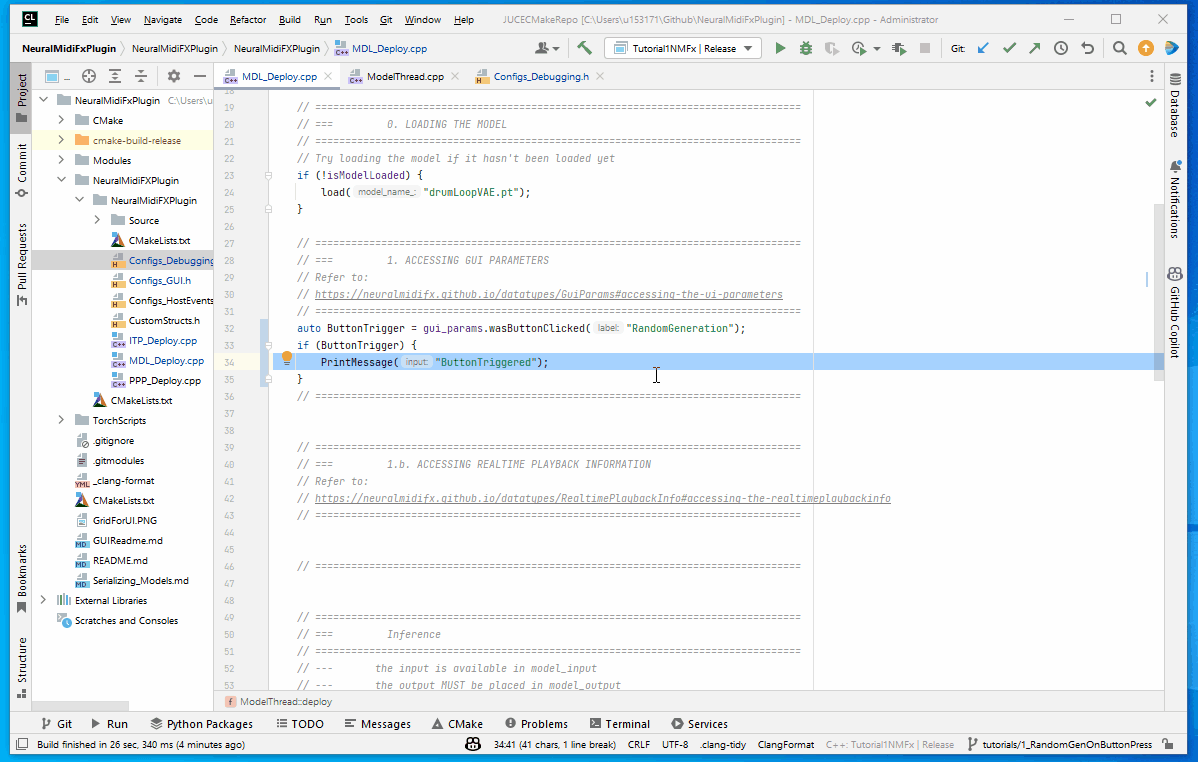 CL File Edit View Navigate Code Refactor Build Run Tools Git Window Help JUCECMakeRepo [C:\Users\u153171\Github\NeuralMidiFxPlugin] - MDL_Deploy.cpp - Administrator
NeuralMidiFxPlugin NeuralMidiFXPlugin NeuralMidiFXPlugin MDL_Deploy.cpp Tutorial1NMFx | Release Git:
Project
Commit
Pull Requests
Bookmarks
Structure
...
NeuralMidiFxPlugin C:\Users\u
CMake
cmake-build-release
Modules
NeuralMidiFXPlugin
NeuralMidiFXPlugin
Source
CMakeLists.txt
Configs_Debugging
Configs_GUI.h
Configs_HostEvents
CustomStructs.h
ITP_Deploy.cpp
MDL_Deploy.cpp
PPP_Deploy.cpp
CMakeLists.txt
TorchScripts
.gitignore
.gitmodules
_clang-format
CMakeLists.txt
GridForUI.PNG
GUIReadme.md
README.md
Serializing_Models.md
External Libraries
Scratches and Consoles
MDL_Deploy.cpp ModelThread.cpp Configs_Debugging.h
18
19 // =================================================================================
20 // === 0. LOADING THE MODEL
21 // =================================================================================
22 // Try loading the model if it hasn't been loaded yet
23 if (!isModelLoaded) {
24 load( model_name_: "drumLoopVAE.pt");
25 }
26
27 // =================================================================================
28 // === 1. ACCESSING GUI PARAMETERS
29 // Refer to:
30 // https://neuralmidifx.github.io/datatypes/GuiParams#accessing-the-ui-parameters
31 // =================================================================================
32 auto ButtonTrigger = gui_params.wasButtonClicked( label: "RandomGeneration");
33 if (ButtonTrigger) {
34 PrintMessage( input: "ButtonTriggered");
35 }
36 // =================================================================================
37
38
39 // =================================================================================
40 // === 1.b. ACCESSING REALTIME PLAYBACK INFORMATION
41 // Refer to:
42 // https://neuralmidifx.github.io/datatypes/RealtimePlaybackInfo#accessing-the-realtimeplaybackinfo
43 // =================================================================================
44
45
46 // =================================================================================
47
48
49 // =================================================================================
50 // === Inference
51 // =================================================================================
52 // --- the input is available in model_input
53 // --- the output MUST be placed in model_output
f ModelThread::deploy
Database
Notifications
GitHub Copilot
Git Run Python Packages TODO Messages CMake Problems Terminal Services
Build finished in 26 sec, 340 ms (4 minutes ago) 34:41 (41 chars, 1 line break) CRLF UTF-8 .clang-tidy ClangFormat C++: Tutorial1NMFx | Release tutorials/1_RandomGenOnButtonPress